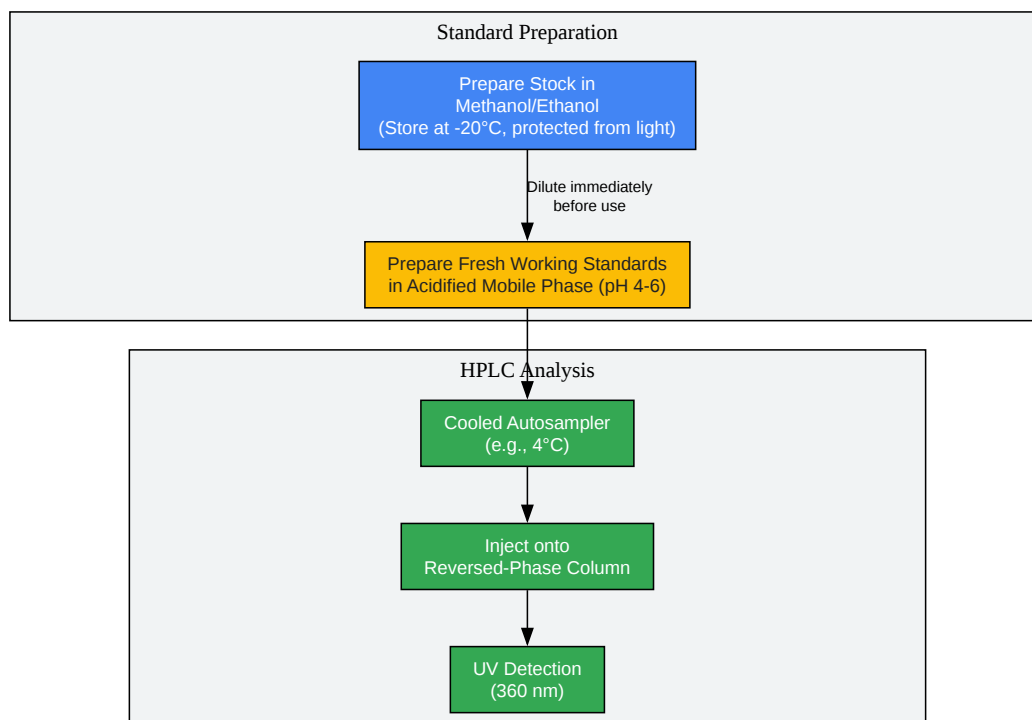 Standard Preparation
Prepare Stock in
Methanol/Ethanol
(Store at -20°C, protected from light)
Dilute immediately
before use
Prepare Fresh Working Standards
in Acidified Mobile Phase (pH 4-6)
HPLC Analysis
Cooled Autosampler
(e.g., 4°C)
Inject onto
Reversed-Phase Column
UV Detection
(360 nm)